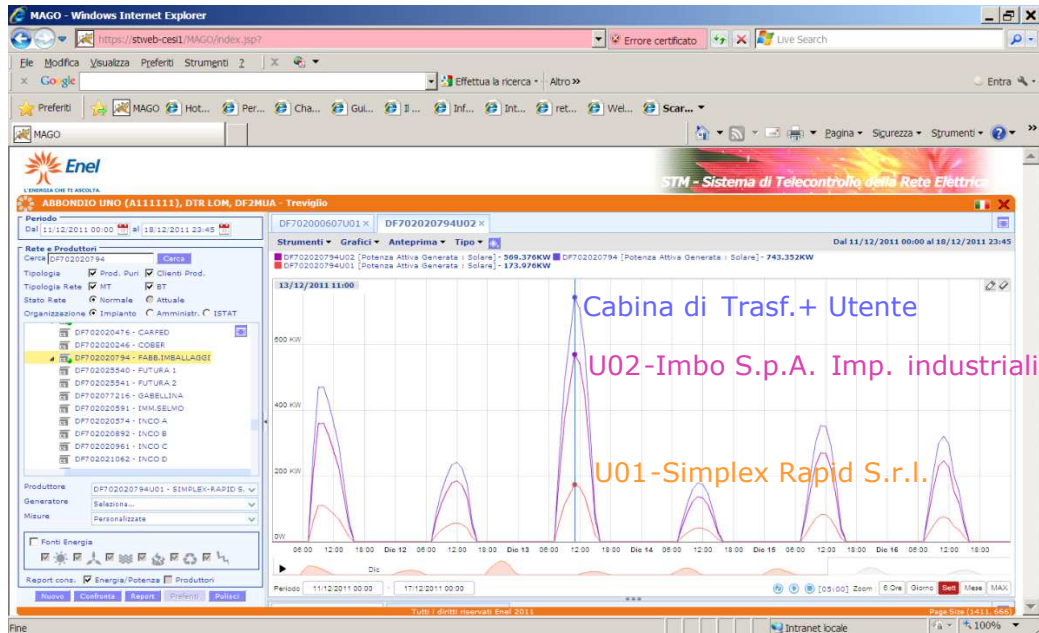 MAGO - Windows Internet Explorer
https://stweb-cesi1/MAGO/index.jsp?
Errore certificato
Live Search
File Modifica Visualizza Preferiti Strumenti ?
Google
Effettua la ricerca
Altro >>
Entra
Preferiti MAGO Hot... Per... Cha... Gui... Il ... Inf... Int... ret... Wel... Scar...
MAGO
Pagina Sicurezza Strumenti
Enel
L'ENERGIA CHE TI ASCOLTA.
STM - Sistema di Telecontrollo della Rete Elettrica
ABBONDIO UNO (A111111), DTR LOM, DF2MUA - Treviglio
Periodo
Dal 11/12/2011 00:00 al 18/12/2011 23:45
Rete e Produttori
Cerca DF702020794 Cerca
Tipologia Prod. Puri Clienti Prod.
Tipologia Rete MT BT
Stato Rete Normale Attuale
Organizzazione Impianto Amministr. ISTAT
DF702020476 - CARFED
DF702020246 - COBER
DF702020794 - FABB.IMBALLAGGI
DF702025540 - FUTURA 1
DF702025541 - FUTURA 2
DF702077216 - GABELLINA
DF702020591 - IMM.SELMO
DF702020574 - INCO A
DF702020892 - INCO B
DF702020961 - INCO C
DF702021062 - INCO D
Produttore DF702020794U01 - SIMPLEX-RAPID S.
Generatore Seleziona...
Misure Personalizzate
Fonti Energia
Report cons. Energia/Potenza Produttori
Nuovo Confronta Report Preferiti Pulisci
DF702000607U01 × DF702020794U02 ×
Strumenti Grafici Anteprima Tipo
Dal 11/12/2011 00:00 al 18/12/2011 23:45
DF702020794U02 [Potenza Attiva Generata : Solare] - 569.376KW DF702020794 [Potenza Attiva Generata : Solare] - 743.352KW
DF702020794U01 [Potenza Attiva Generata : Solare] - 173.976KW
13/12/2011 11:00
Cabina di Trasf.+ Utente
600 KW
U02-Imbo S.p.A. Imp. industriali
400 KW
U01-Simplex Rapid S.r.l.
200 KW
0W
06:00 12:00 18:00 Dic 12 06:00 12:00 18:00 Dic 13 06:00 12:00 18:00 Dic 14 06:00 12:00 18:00 Dic 15 06:00 12:00 18:00 Dic 16 06:00 12:00 18:00
Dic
Periodo 11/12/2011 00:00 - 17/12/2011 00:00
[05:00] Zoom: 6 Ore Giorno Sett Mese MAX
Tutti i diritti riservati Enel 2011
Page Size (1411, 666)
Fine
Intranet locale
100%